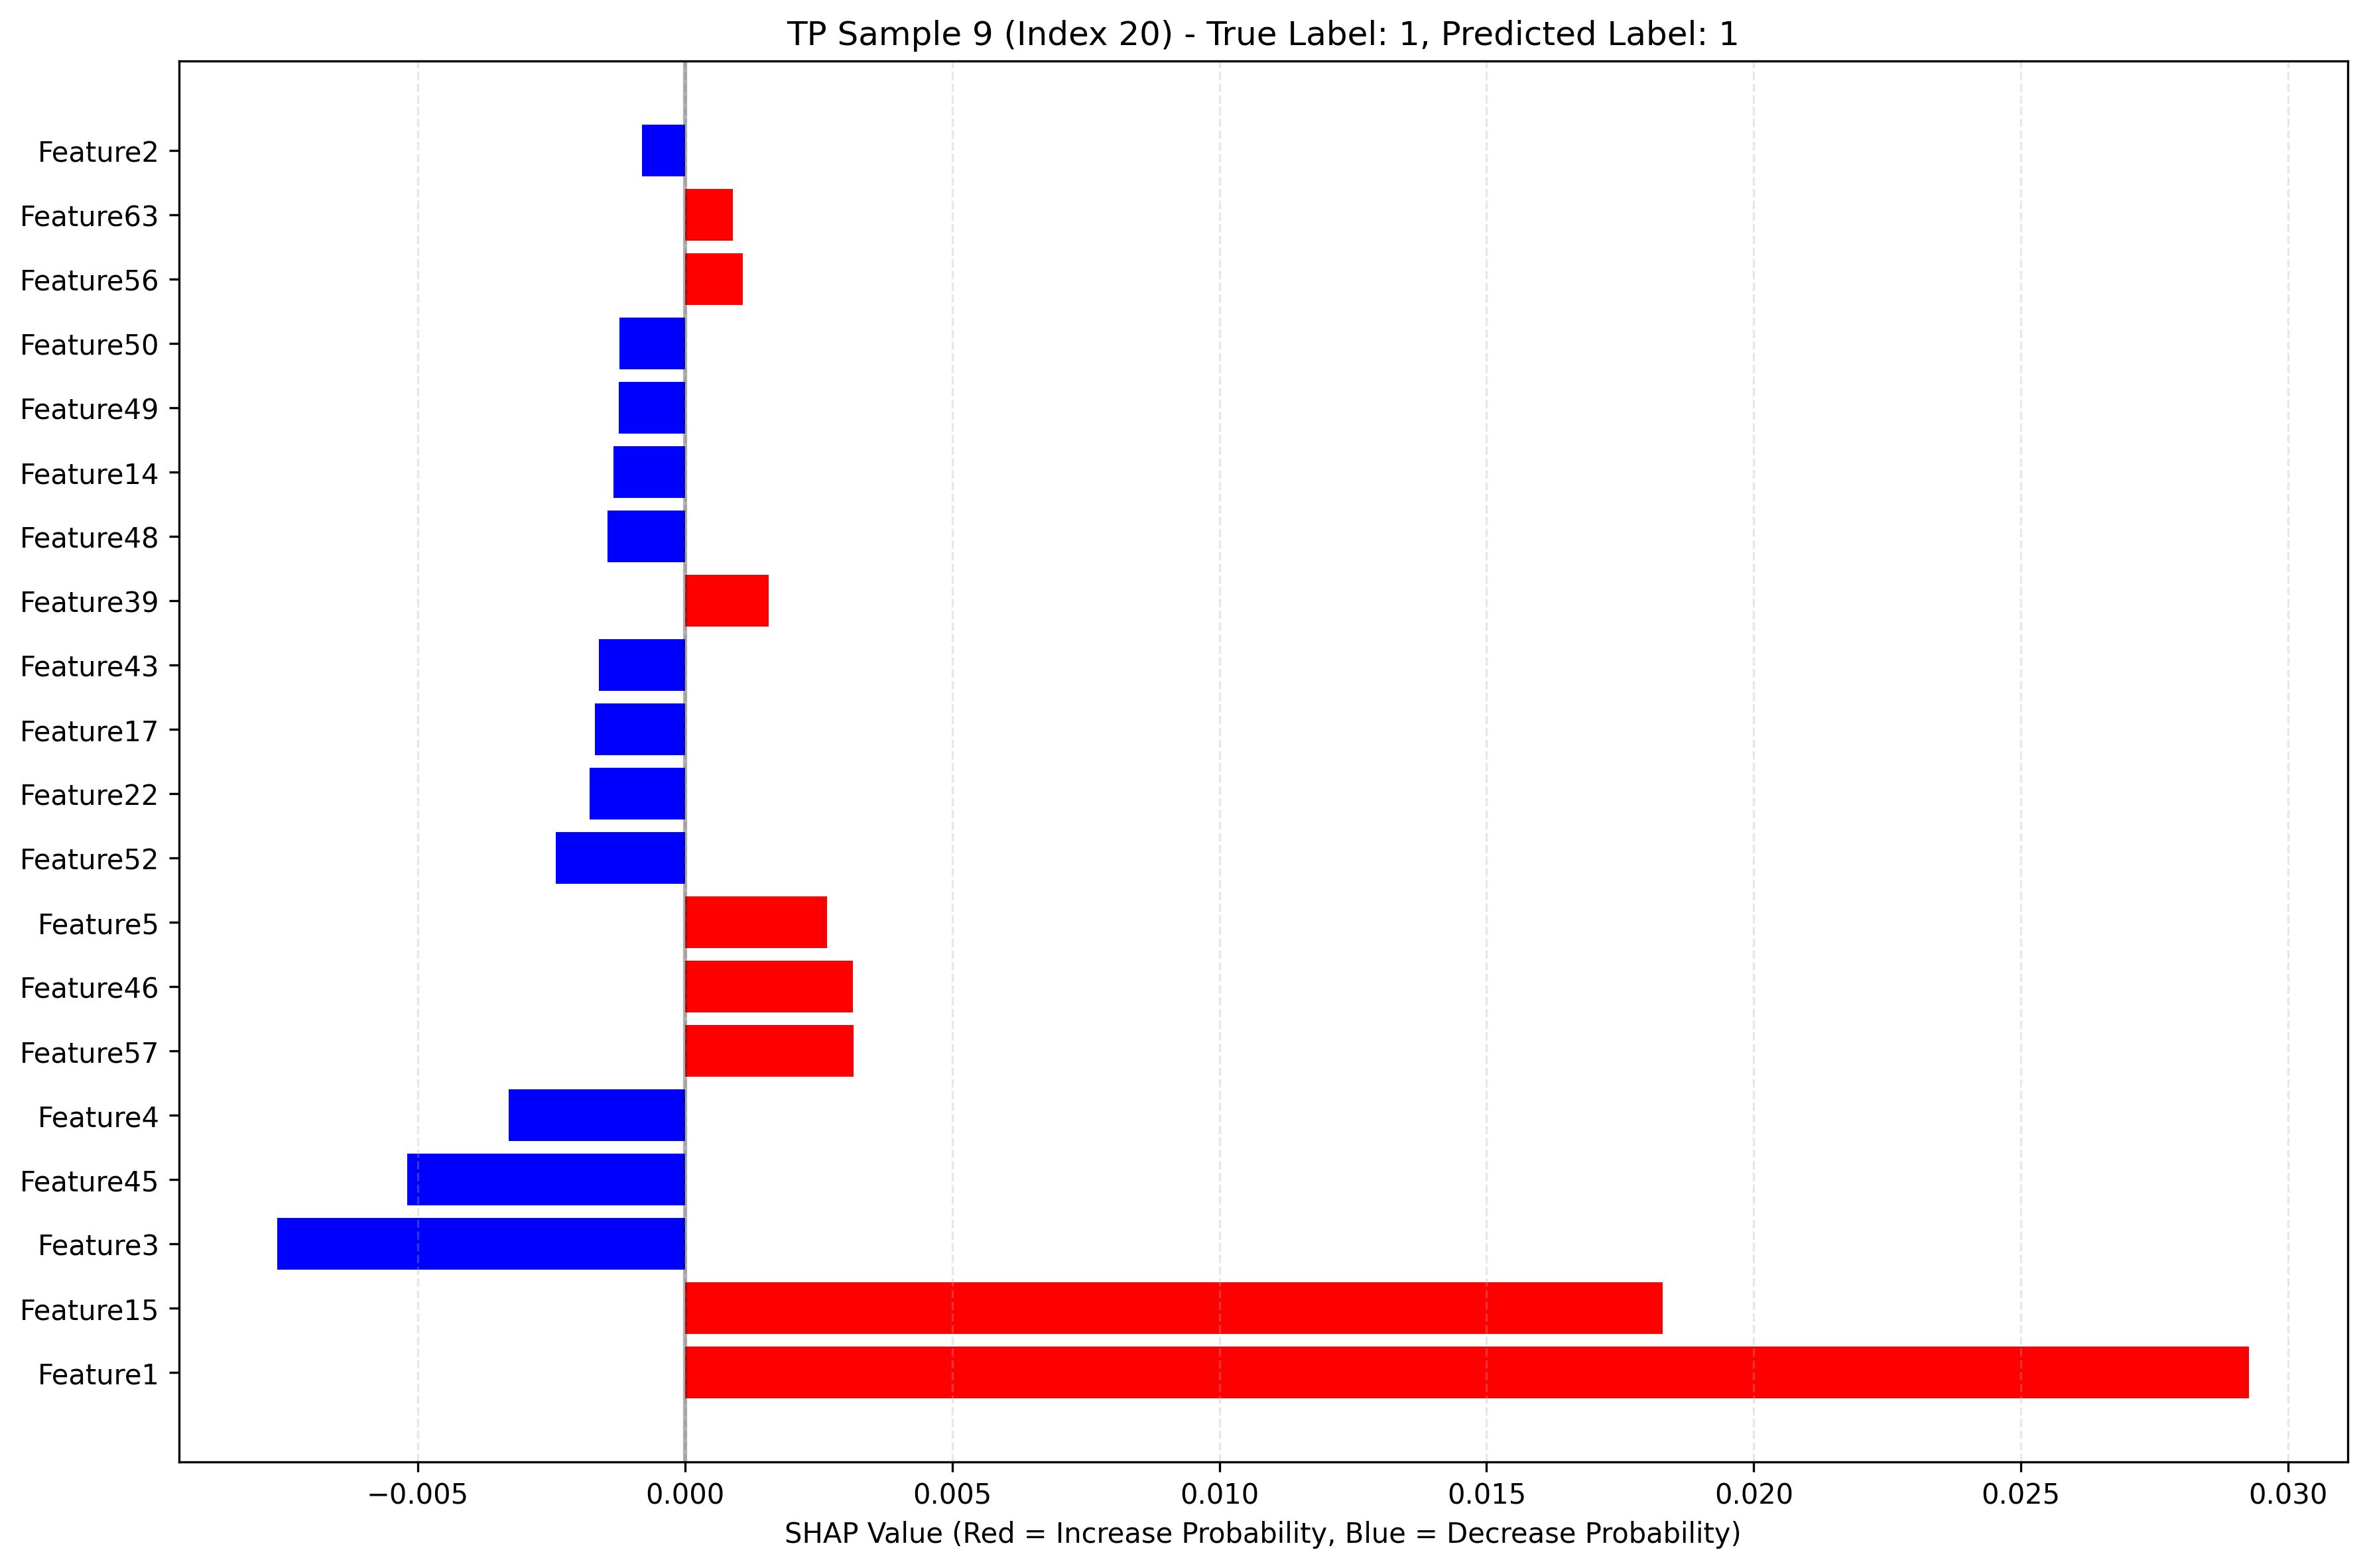 TP Sample 9 (Index 20) - True Label: 1, Predicted Label: 1
Feature2
Feature63
Feature56
Feature50
Feature49
Feature14
Feature48
Feature39
Feature43
Feature17
Feature22
Feature52
Feature5
Feature46
Feature57
Feature4
Feature45
Feature3
Feature15
Feature1
−0.005 0.000 0.005 0.010 0.015 0.020 0.025 0.030
SHAP Value (Red = Increase Probability, Blue = Decrease Probability)